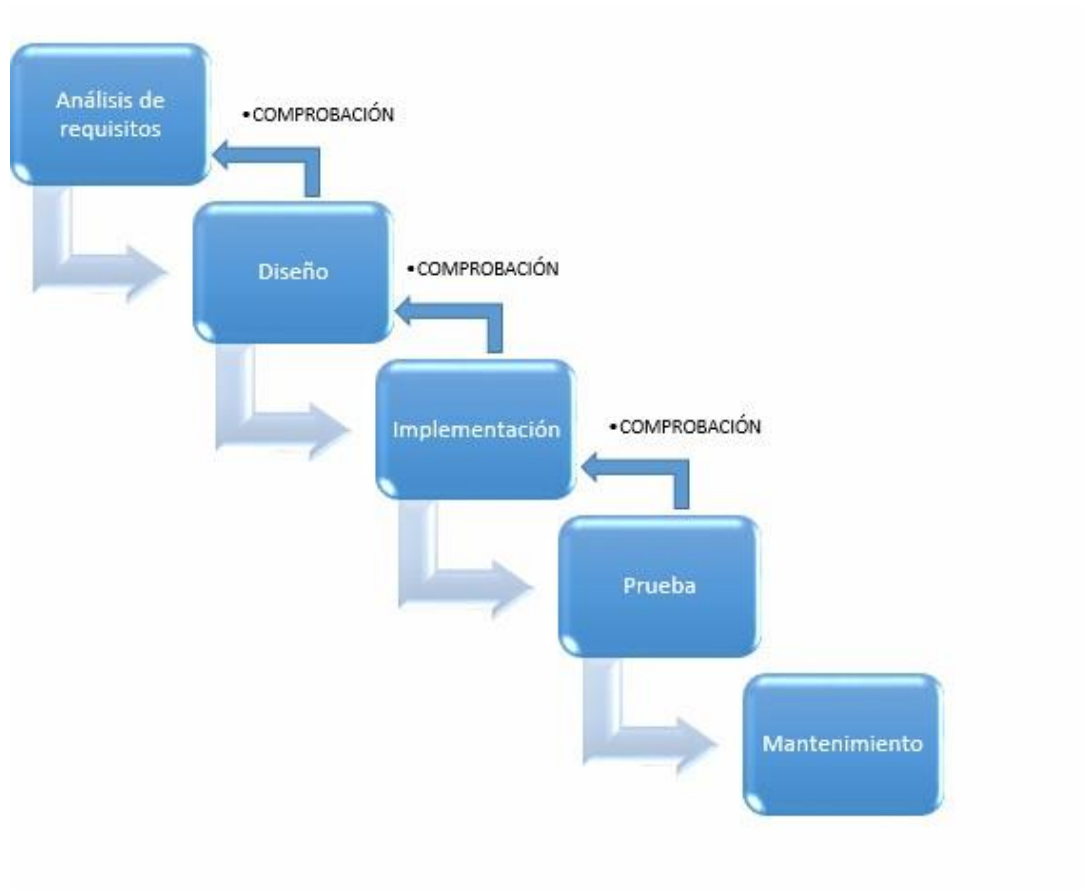 Análisis de
requisitos
•COMPROBACIÓN
Diseño
•COMPROBACIÓN
Implementación
•COMPROBACIÓN
Prueba
Mantenimiento